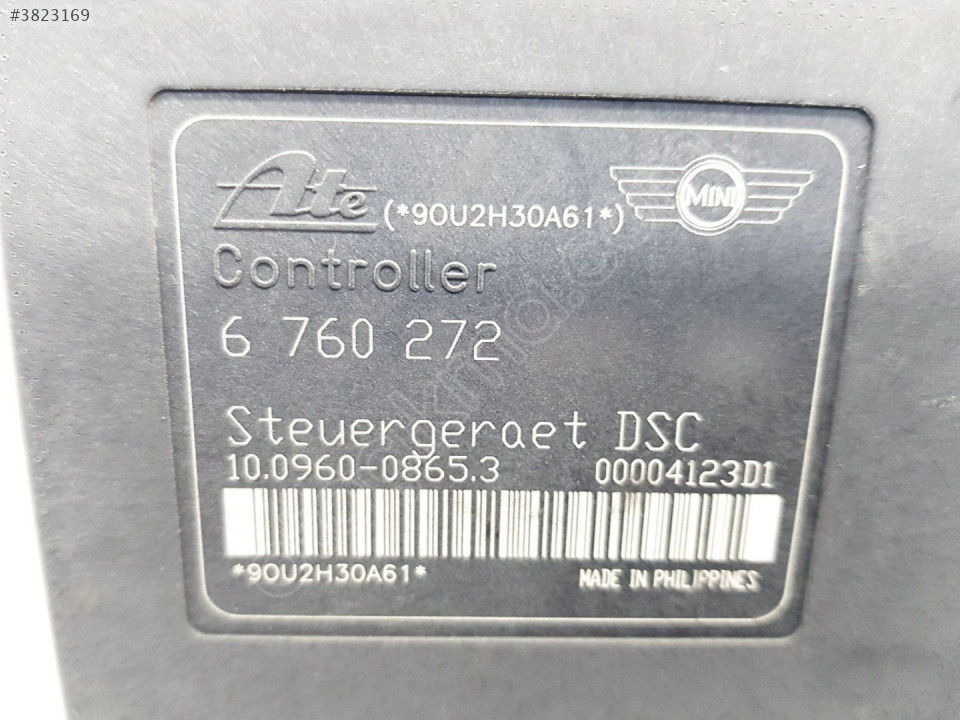 #3823169
Ate (*90U2H30A61*) MINI
Controller
6 760 272
Steuergeraet DSC
10.0960-0865.3 00004123D1
*90U2H30A61*
MADE IN PHILIPPINES